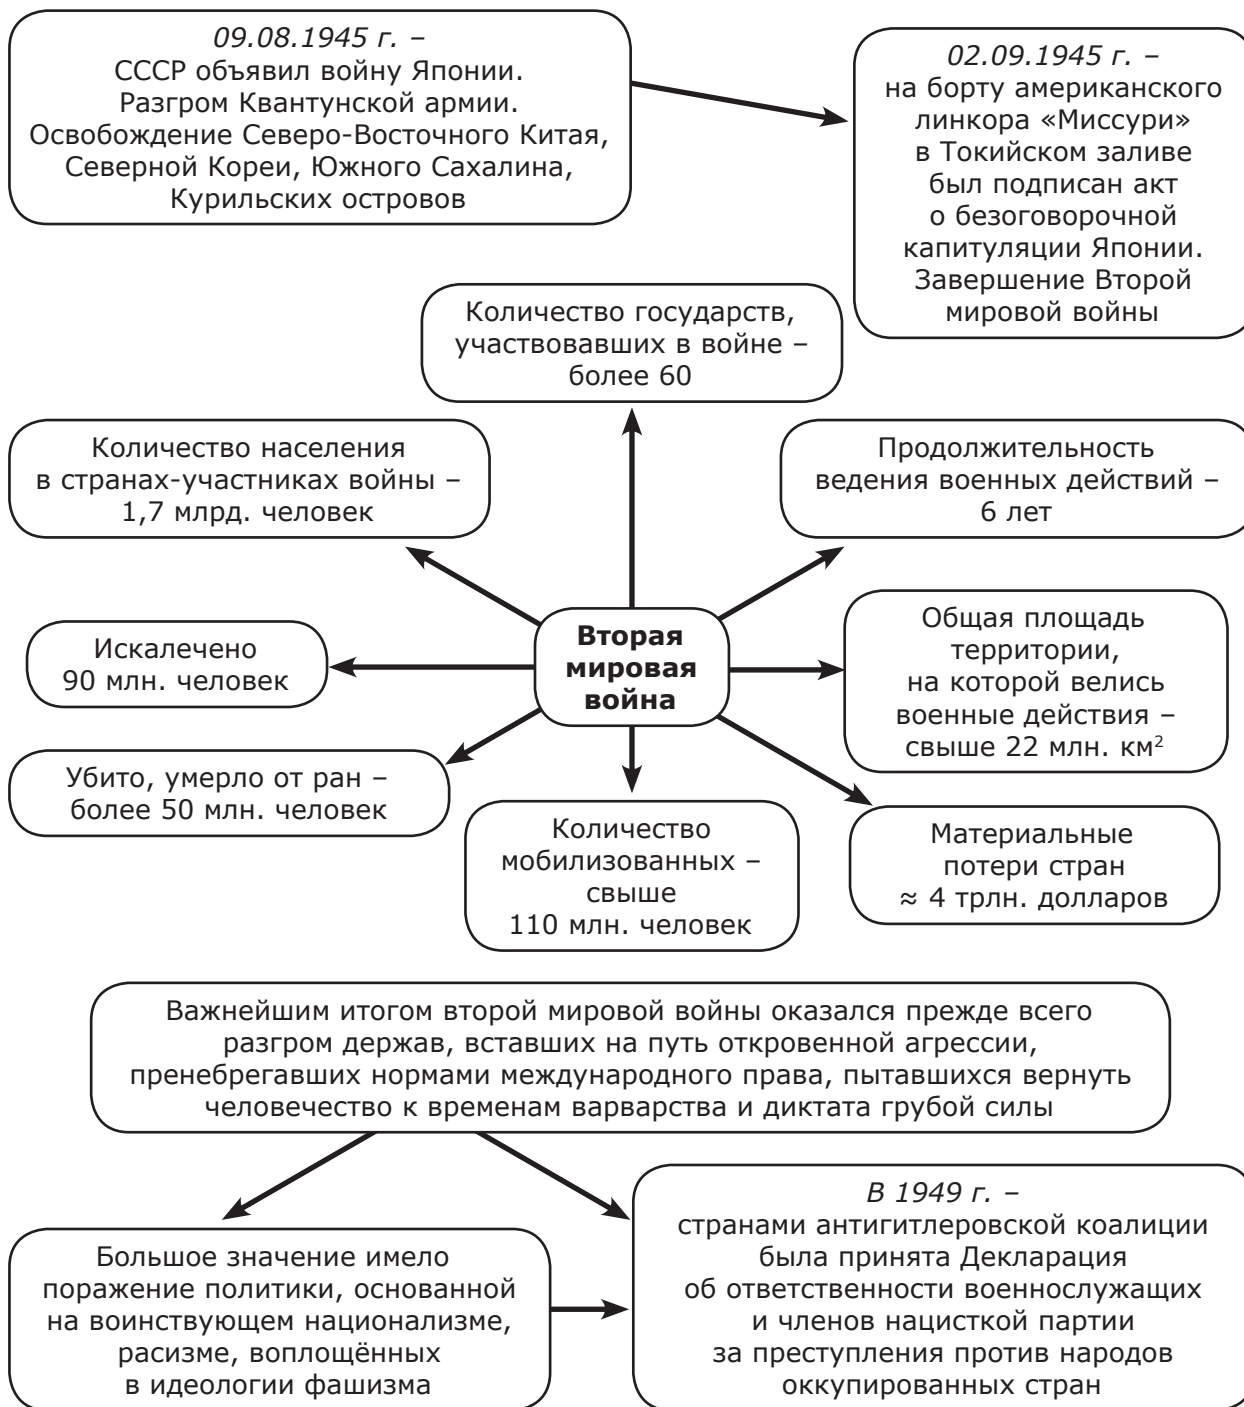 09.08.1945 г. –
СССР объявил войну Японии.
Разгром Квантунской армии.
Освобождение Северо-Восточного Китая,
Северной Кореи, Южного Сахалина,
Курильских островов
02.09.1945 г. –
на борту американского
линкора «Миссури»
в Токийском заливе
был подписан акт
о безоговорочной
капитуляции Японии.
Завершение Второй
мировой войны
Количество государств,
участвовавших в войне –
более 60
Количество населения
в странах-участниках войны –
1,7 млрд. человек
Продолжительность
ведения военных действий –
6 лет
Искалечено
90 млн. человек
Вторая
мировая
война
Общая площадь
территории,
на которой велись
военные действия –
свыше 22 млн. км²
Убито, умерло от ран –
более 50 млн. человек
Количество
мобилизованных –
свыше
110 млн. человек
Материальные
потери стран
≈ 4 трлн. долларов
Важнейшим итогом второй мировой войны оказался прежде всего
разгром держав, вставших на путь откровенной агрессии,
пренебрегавших нормами международного права, пытавшихся вернуть
человечество к временам варварства и диктата грубой силы
Большое значение имело
поражение политики, основанной
на воинствующем национализме,
расизме, воплощённых
в идеологии фашизма
В 1949 г. –
странами антигитлеровской коалиции
была принята Декларация
об ответственности военнослужащих
и членов нацисткой партии
за преступления против народов
оккупированных стран